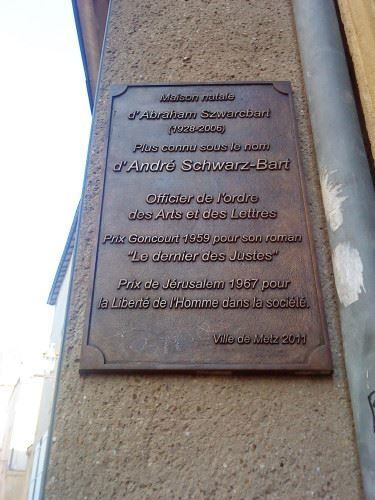 Maison natale
d'Abraham Szwarcbart
(1928-2006)
Plus connu sous le nom
d'André Schwarz-Bart
Officier de l'ordre
des Arts et des Lettres
Prix Goncourt 1959 pour son roman
"Le dernier des Justes"
Prix de Jérusalem 1967 pour
la Liberté de l'Homme dans la société.
Ville de Metz 2011